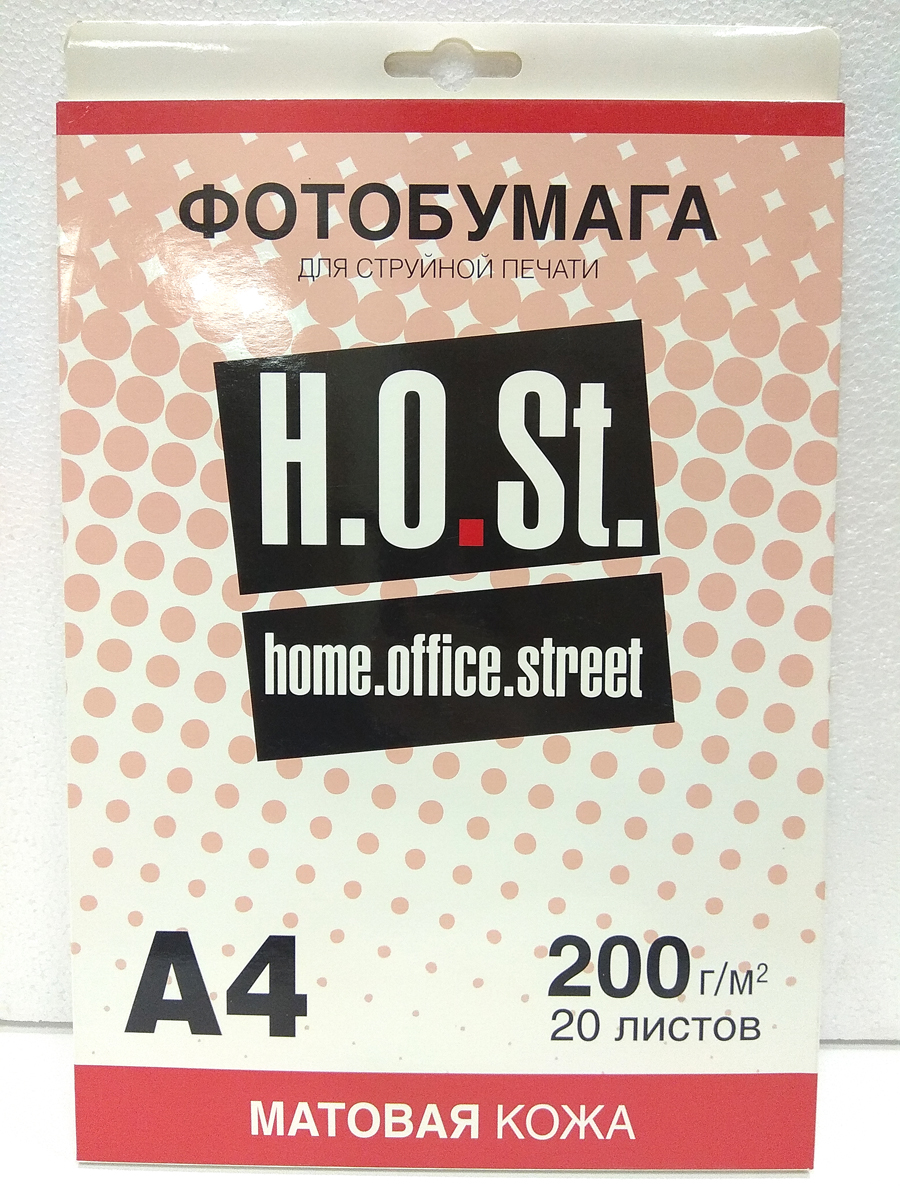 ФОТОБУМАГА
ДЛЯ СТРУЙНОЙ ПЕЧАТИ
H.O.St.
home.office.street
A4
200 г/м²
20 листов
МАТОВАЯ КОЖА